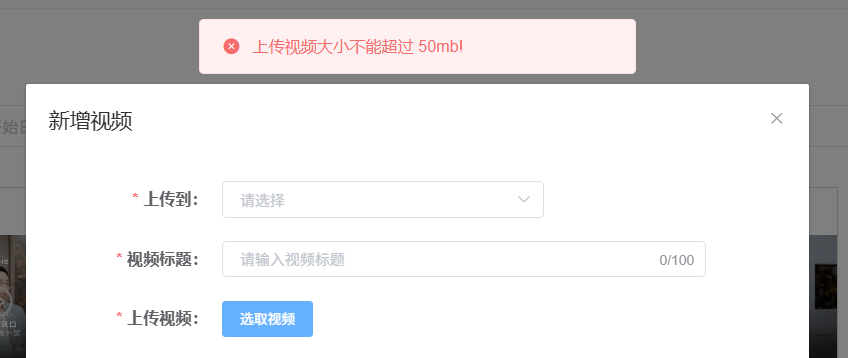 上传视频大小不能超过 50mb!
新增视频
* 上传到:
请选择
* 视频标题:
请输入视频标题
0/100
* 上传视频:
选取视频